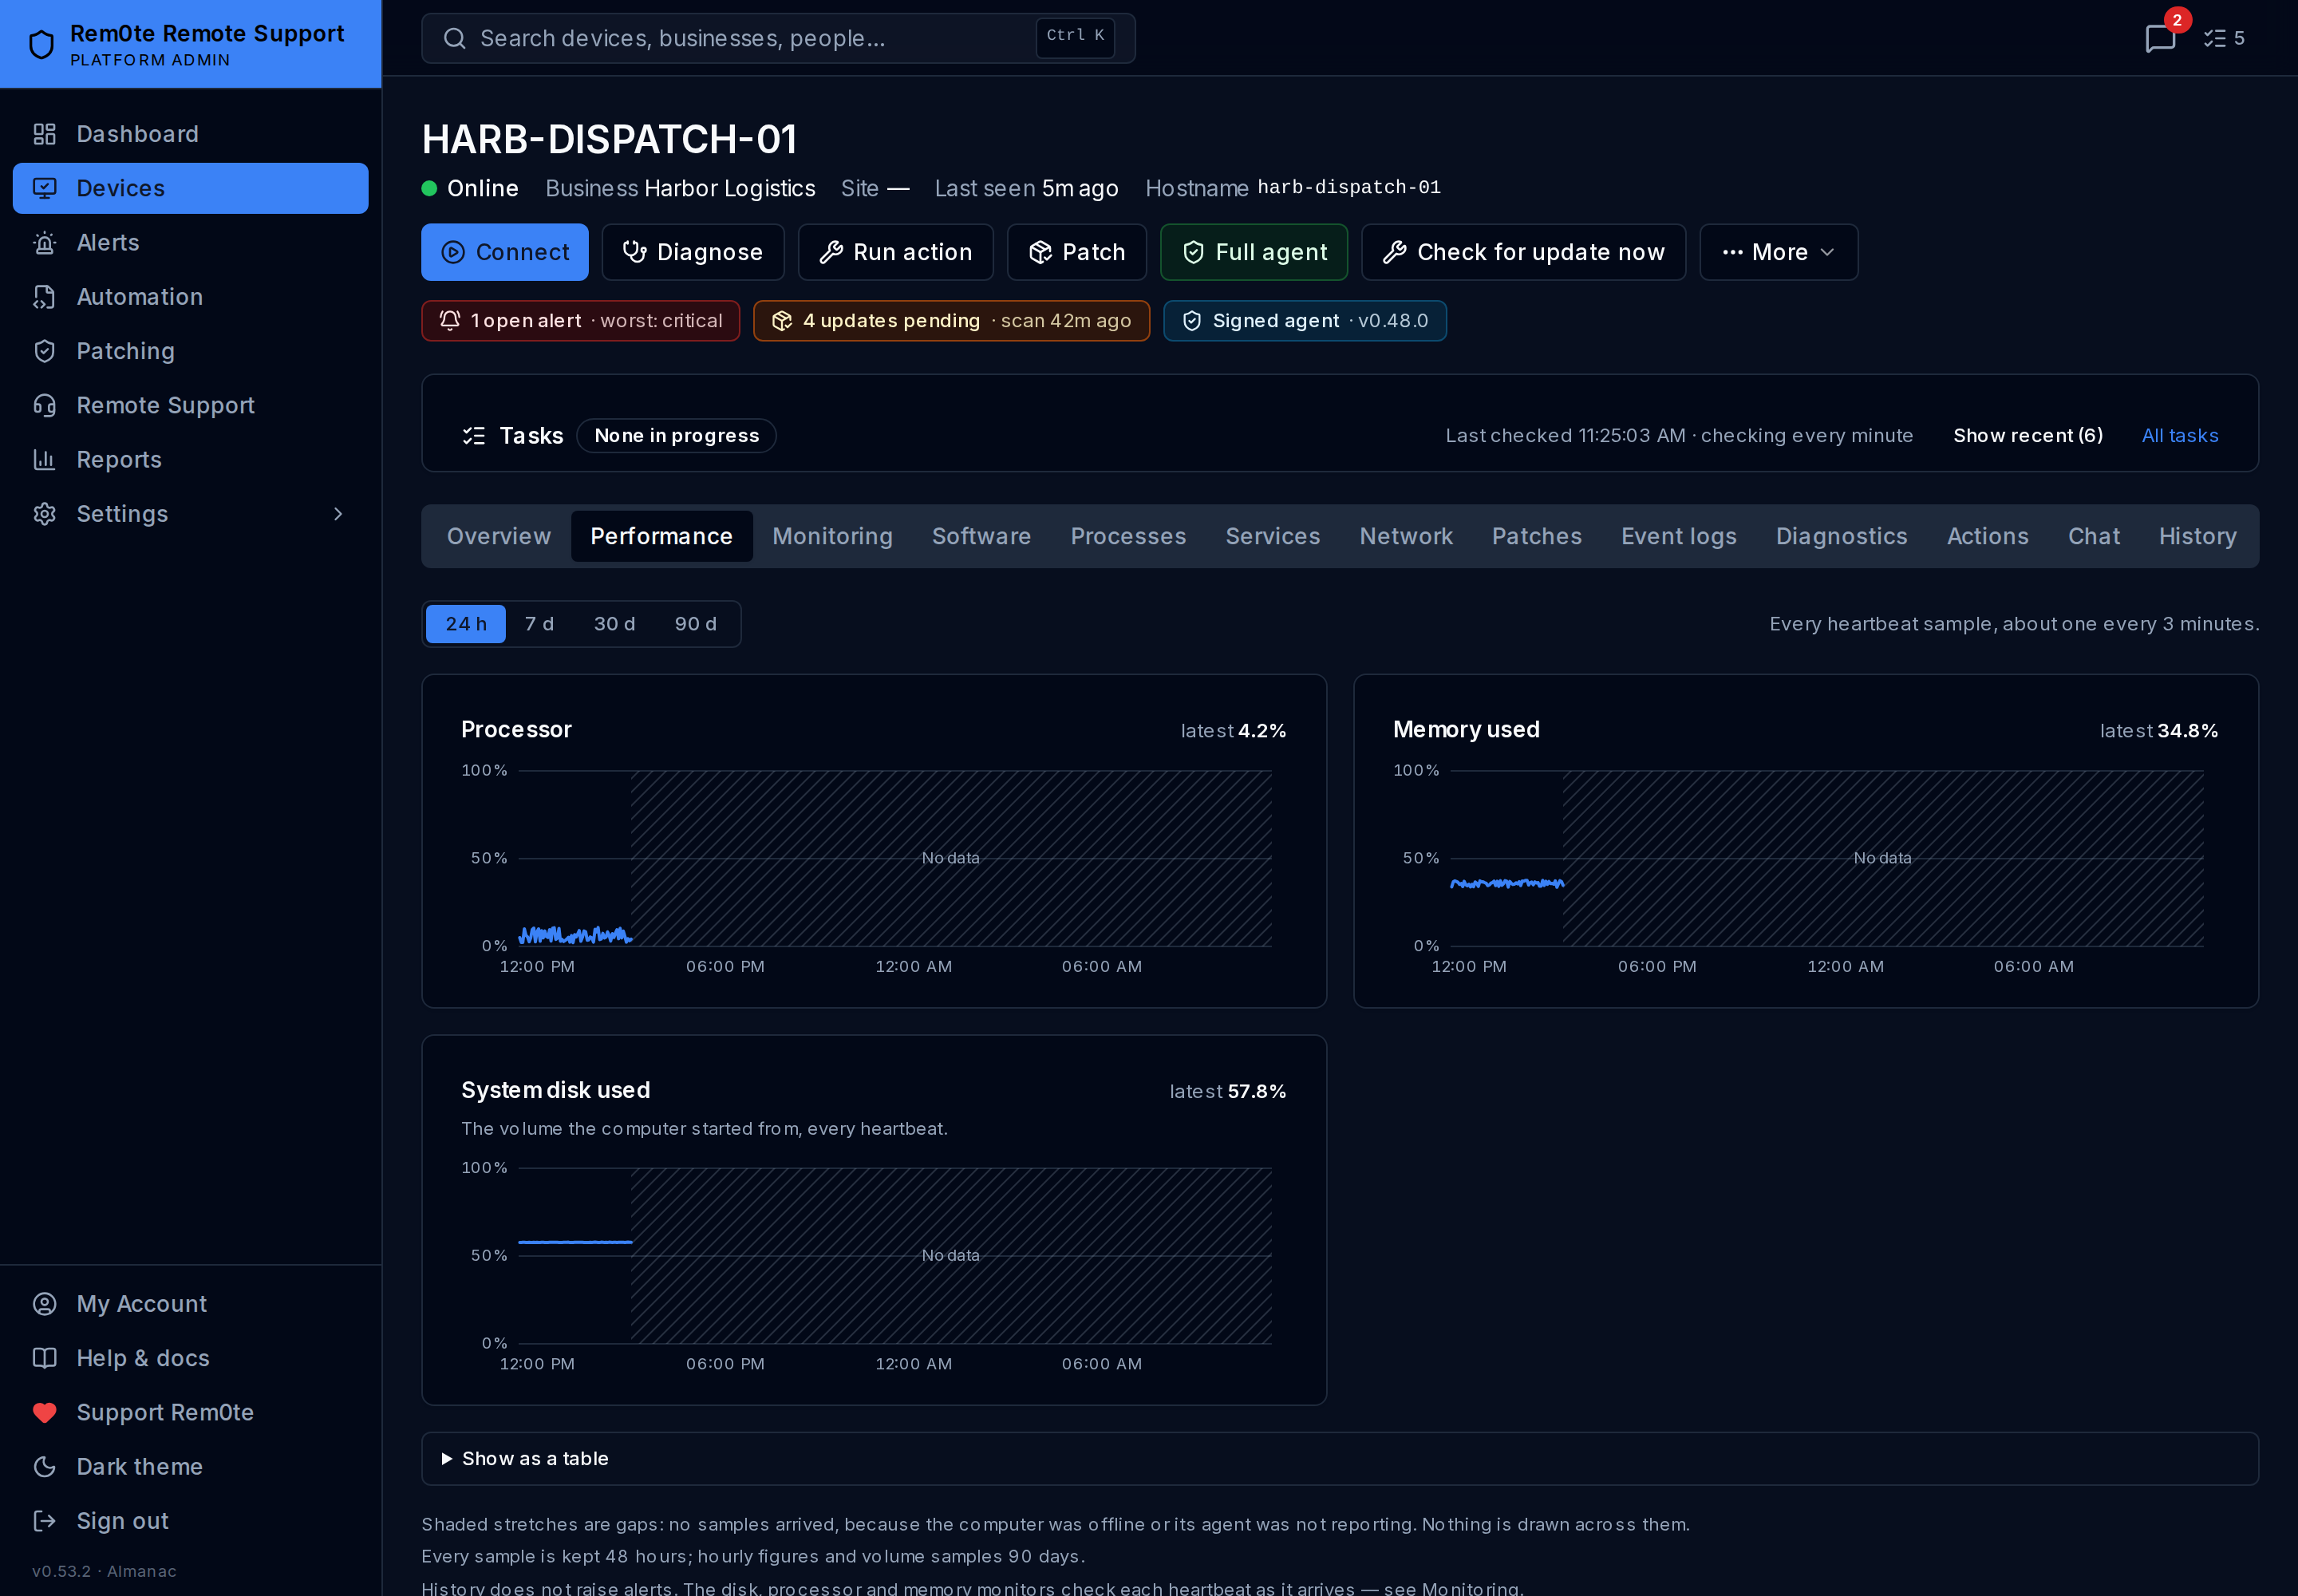 Rem0te Remote Support
PLATFORM ADMIN
Search devices, businesses, people...
Ctrl K
2
5
Dashboard
Devices
Alerts
Automation
Patching
Remote Support
Reports
Settings
HARB-DISPATCH-01
Online Business Harbor Logistics Site — Last seen 5m ago Hostname harb-dispatch-01
Connect Diagnose Run action Patch Full agent Check for update now More
1 open alert · worst: critical 4 updates pending · scan 42m ago Signed agent · v0.48.0
Tasks None in progress Last checked 11:25:03 AM · checking every minute Show recent (6) All tasks
Overview Performance Monitoring Software Processes Services Network Patches Event logs Diagnostics Actions Chat History
24 h 7 d 30 d 90 d Every heartbeat sample, about one every 3 minutes.
Processor latest 4.2%
100%
50% No data
0%
12:00 PM 06:00 PM 12:00 AM 06:00 AM
Memory used latest 34.8%
100%
50% No data
0%
12:00 PM 06:00 PM 12:00 AM 06:00 AM
System disk used latest 57.8%
The volume the computer started from, every heartbeat.
100%
50% No data
0%
12:00 PM 06:00 PM 12:00 AM 06:00 AM
Show as a table
Shaded stretches are gaps: no samples arrived, because the computer was offline or its agent was not reporting. Nothing is drawn across them.
Every sample is kept 48 hours; hourly figures and volume samples 90 days.
History does not raise alerts. The disk, processor and memory monitors check each heartbeat as it arrives — see Monitoring.
My Account
Help & docs
Support Rem0te
Dark theme
Sign out
v0.53.2 · Almanac